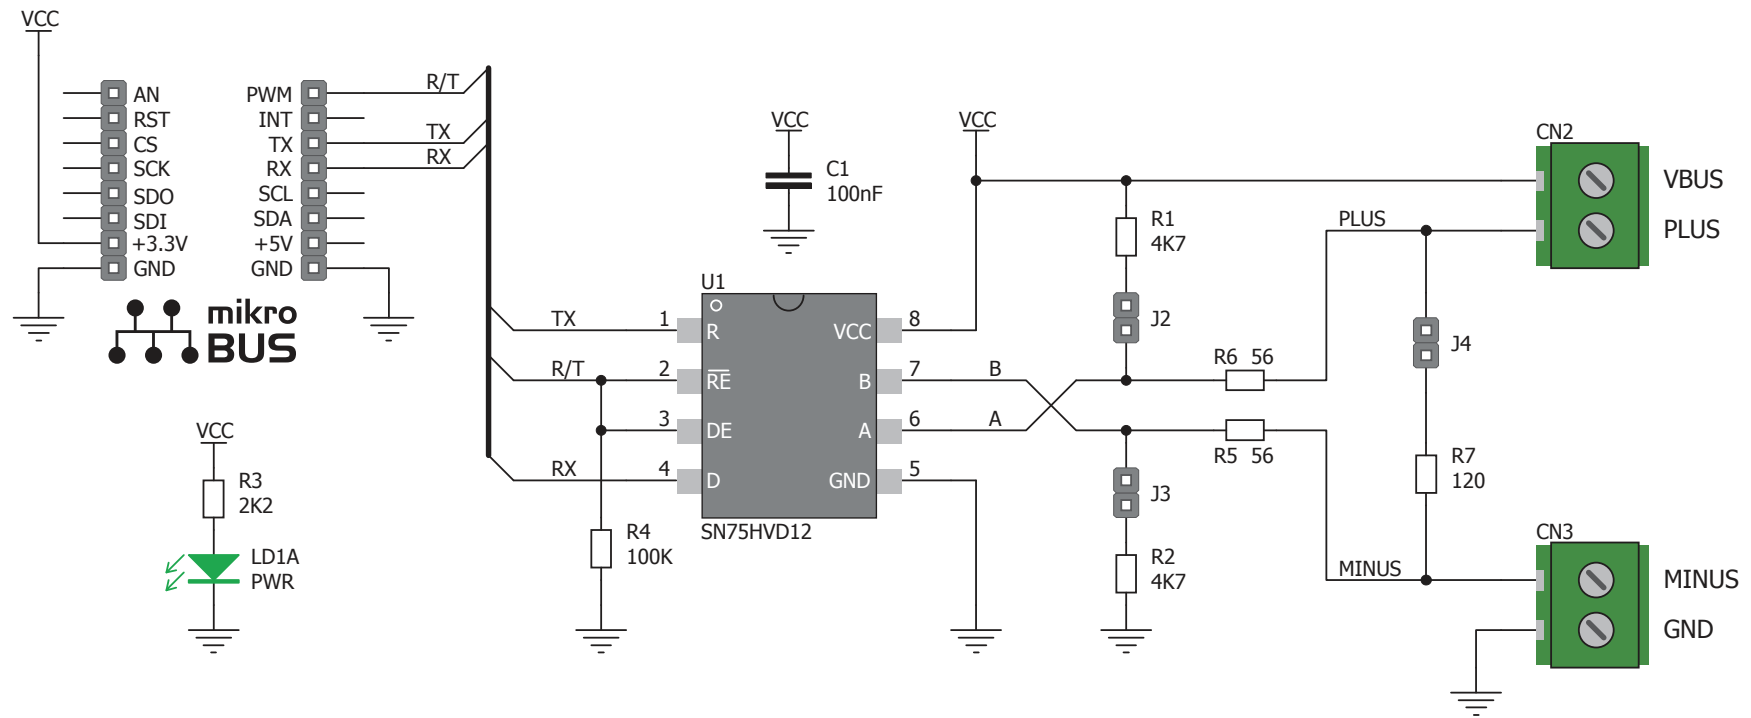 VCC
AN
RST
CS
SCK
SDO
SDI
+3.3V
GND
PWM
INT
TX
RX
SCL
SDA
+5V
GND
R/T
TX
RX
mikro
BUS
VCC
R3
2K2
LD1A
PWR
VCC
C1
100nF
TX
R/T
RX
R4
100K
U1
1
2
3
4
R
RE
DE
D
VCC
B
A
GND
8
7
6
5
SN75HVD12
VCC
B
A
R1
4K7
J2
J3
R2
4K7
R6 56
R5 56
PLUS
MINUS
J4
R7
120
CN2
VBUS
PLUS
CN3
MINUS
GND